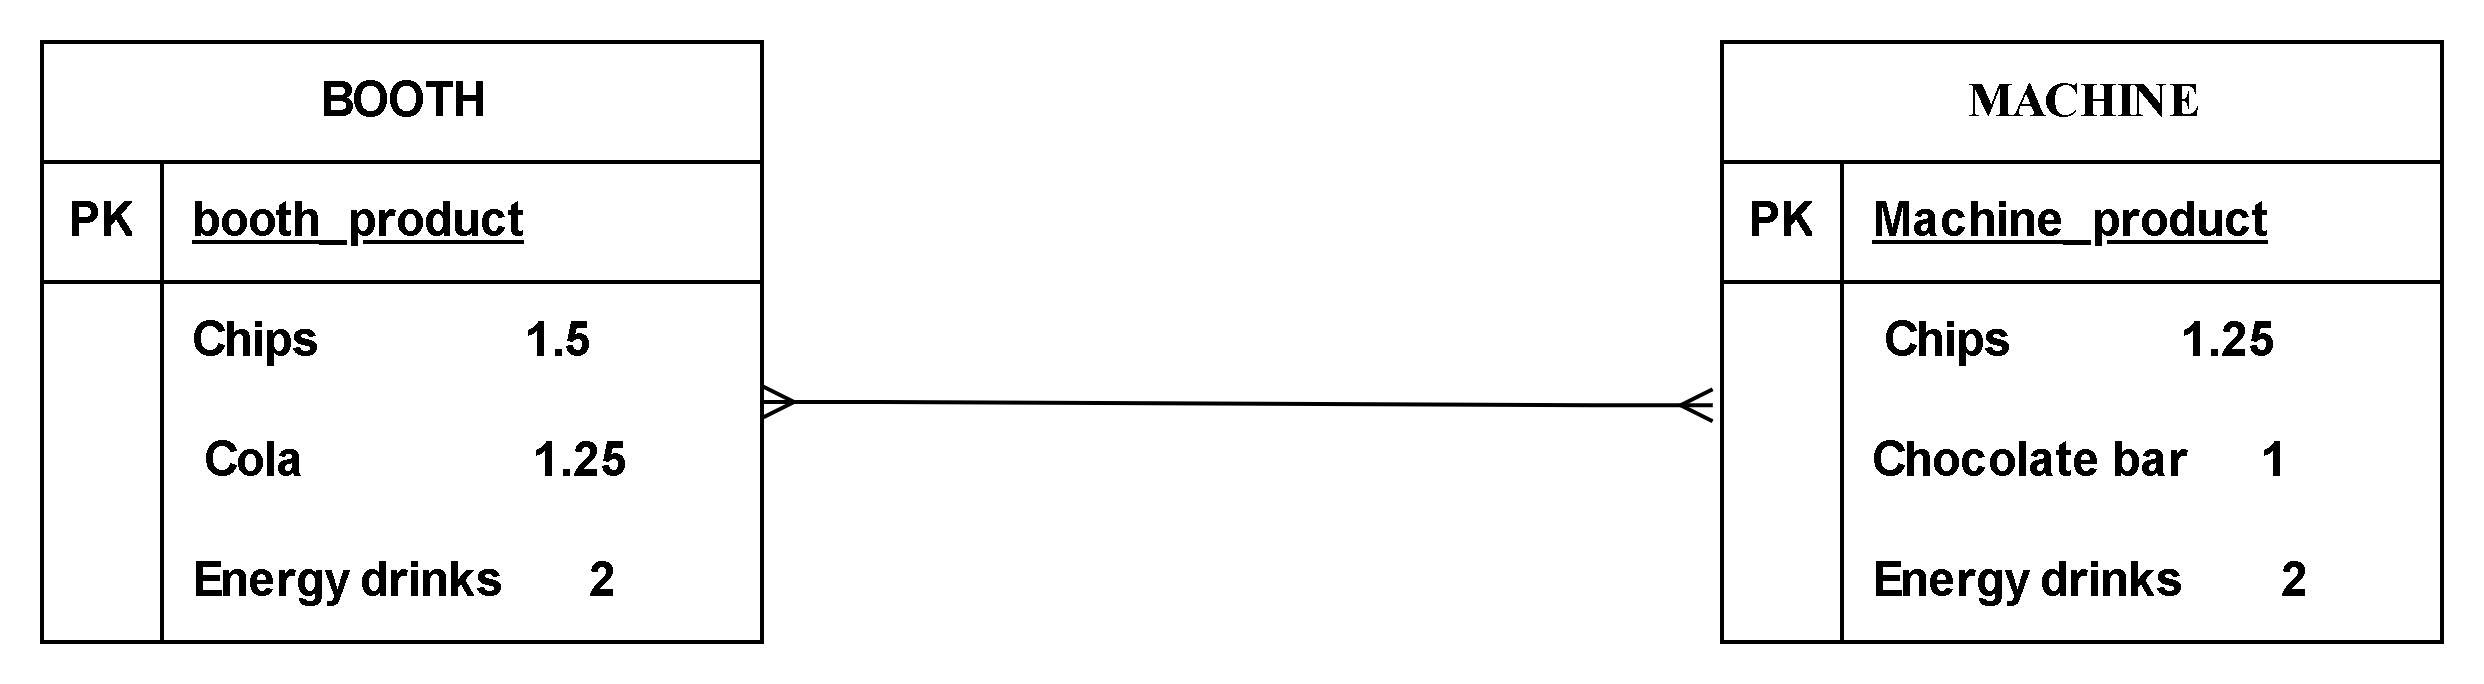 BOOTH
PK booth_product
Chips 1.5
Cola 1.25
Energy drinks 2
MACHINE
PK Machine_product
Chips 1.25
Chocolate bar 1
Energy drinks 2